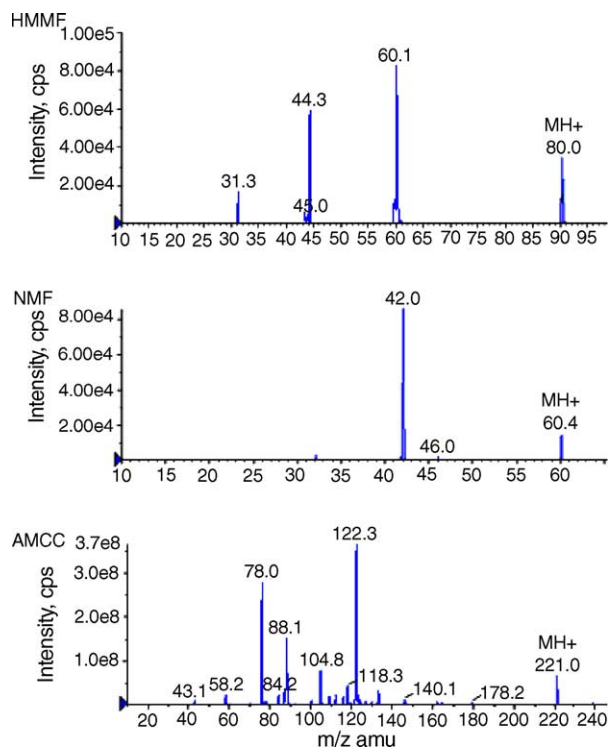 HMMF
Intensity, cps
1.00e5
8.00e4
6.00e4
4.00e4
2.00e4
31.3
44.3
45.0
60.1
MH+
80.0
10 15 20 25 30 35 40 45 50 55 60 65 70 75 80 85 90 95
NMF
Intensity, cps
8.00e4
6.00e4
4.00e4
2.00e4
42.0
46.0
MH+
60.4
10 15 20 25 30 35 40 45 50 55 60
AMCC
Intensity, cps
3.7e8
3.0e8
2.0e8
1.0e8
43.1
58.2
78.0
84.2
88.1
104.8
122.3
118.3
140.1
178.2
MH+
221.0
20 40 60 80 100 120 140 160 180 200 220 240
m/z amu